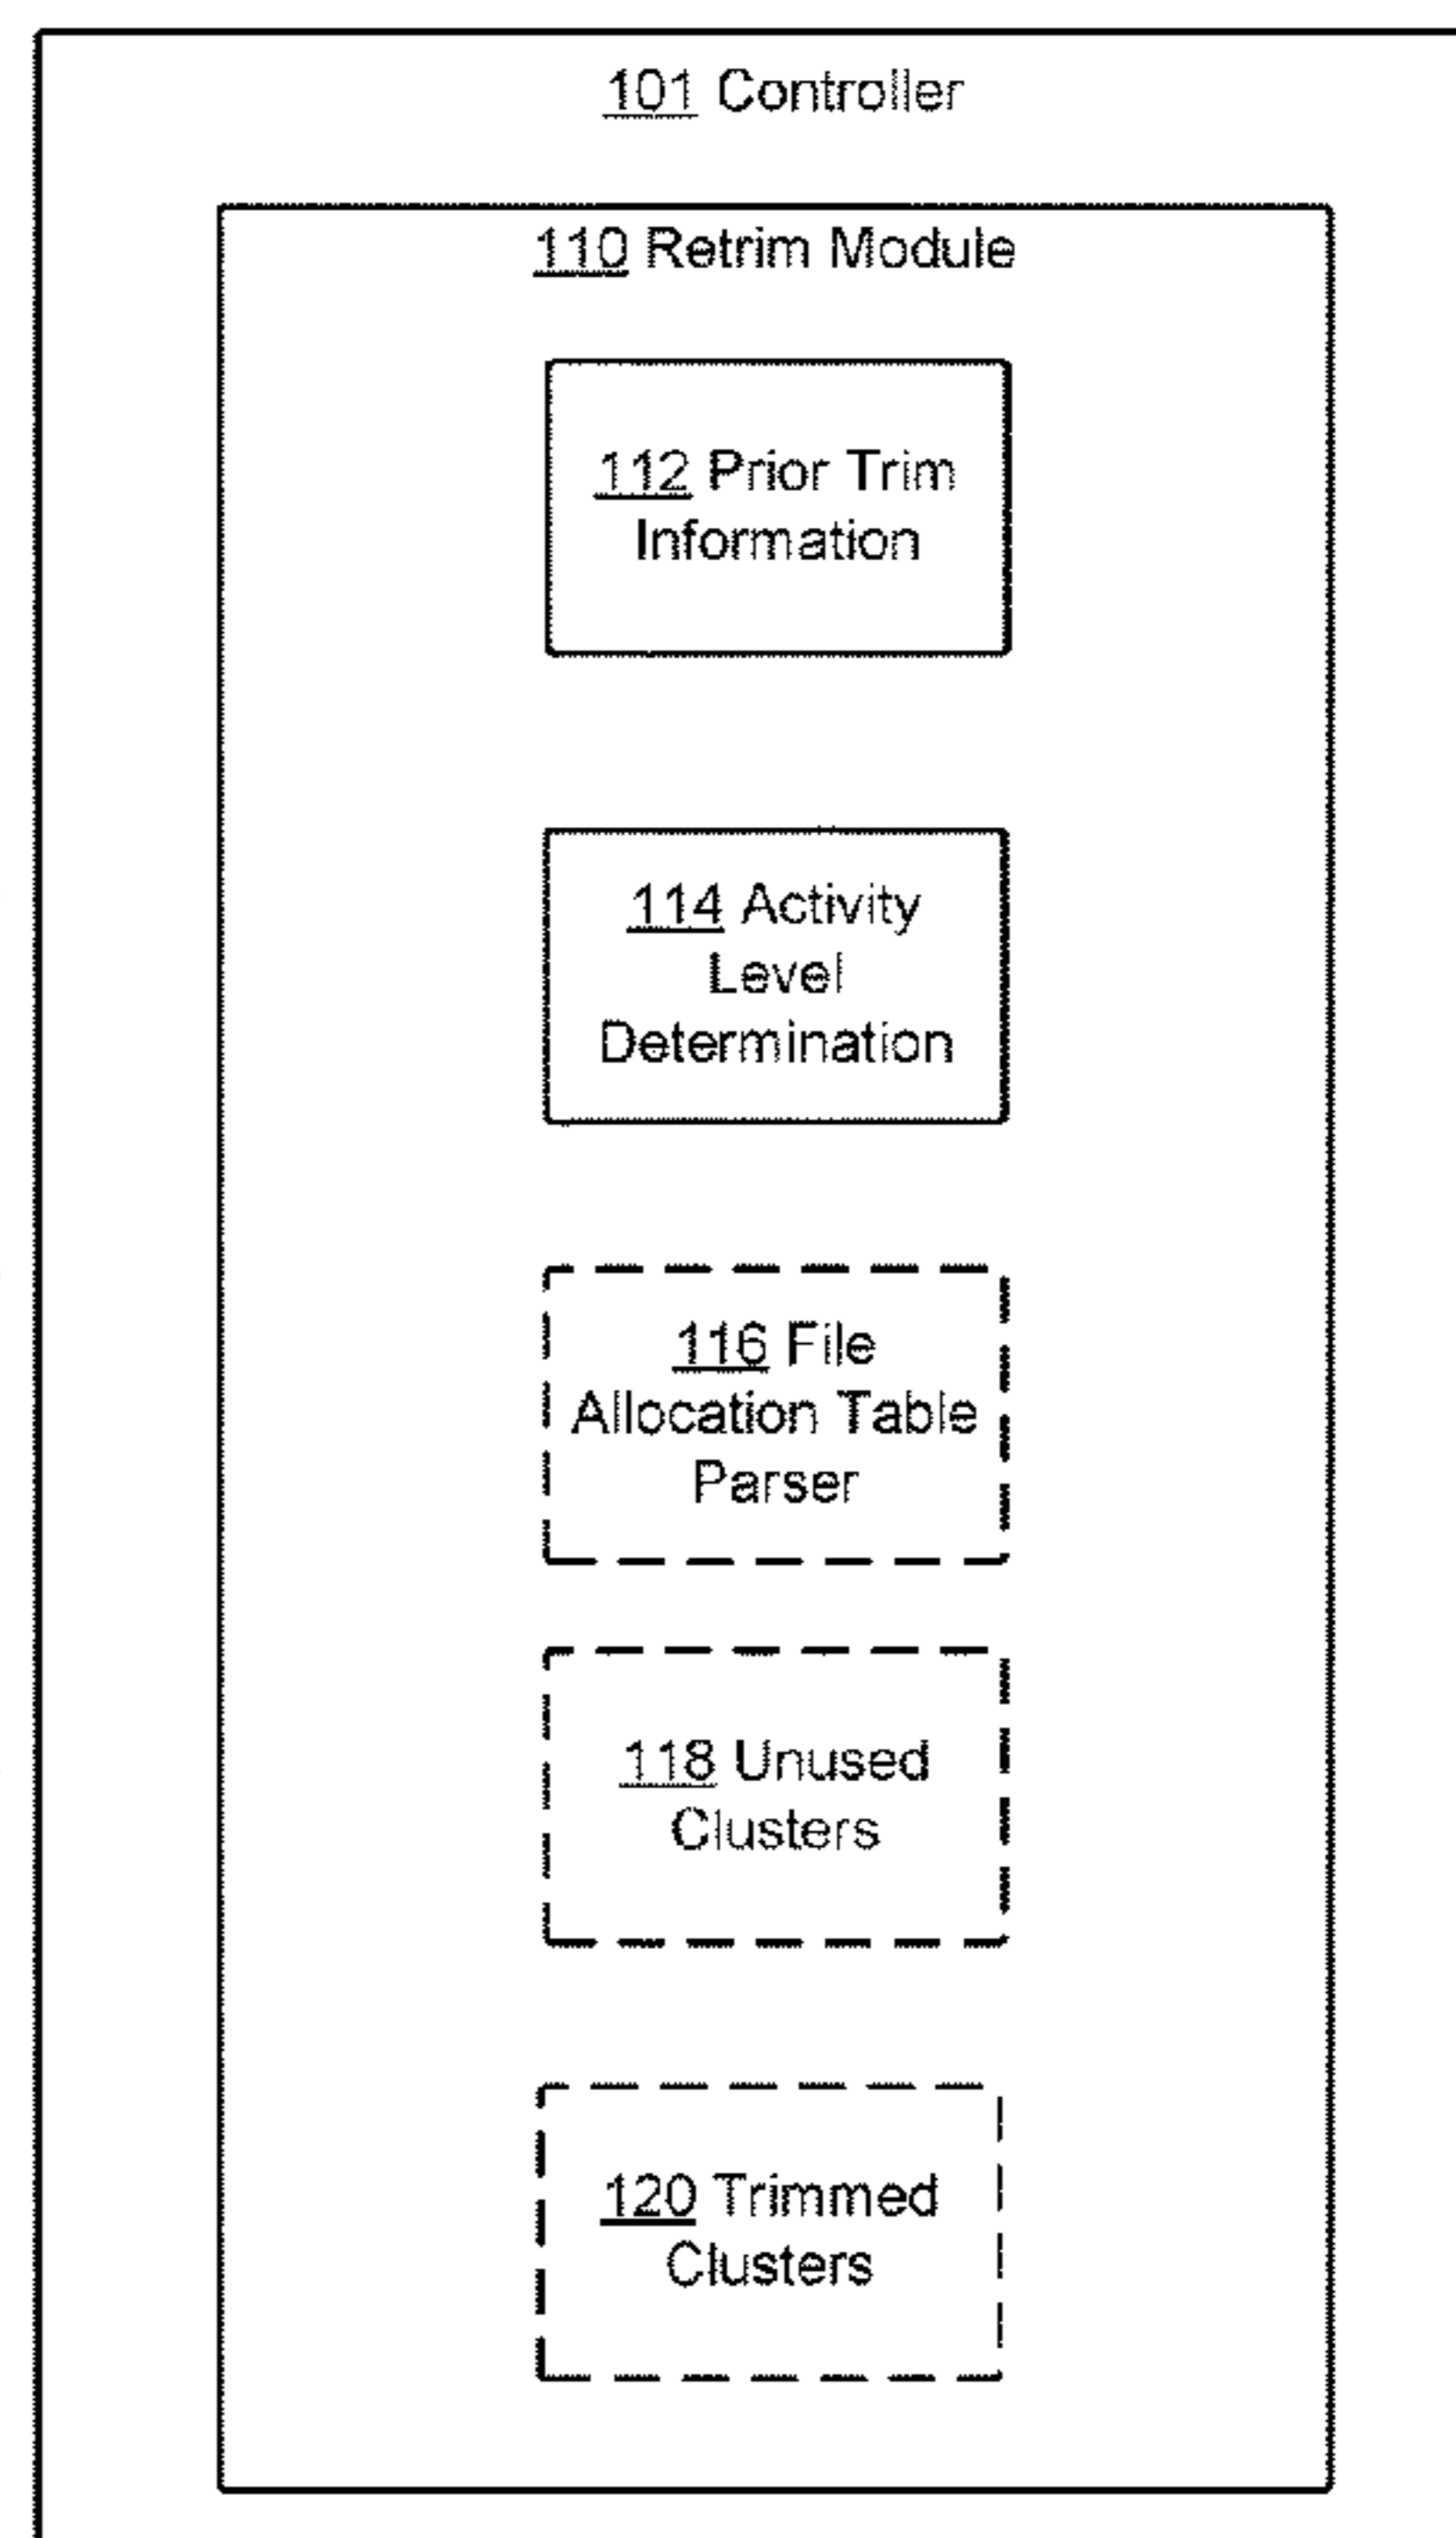 101 Controller
110 Retrim Module
112 Prior Trim
Information
114 Activity
Level
Determination
116 File
Allocation Table
Parser
118 Unused
Clusters
120 Trimmed
Clusters